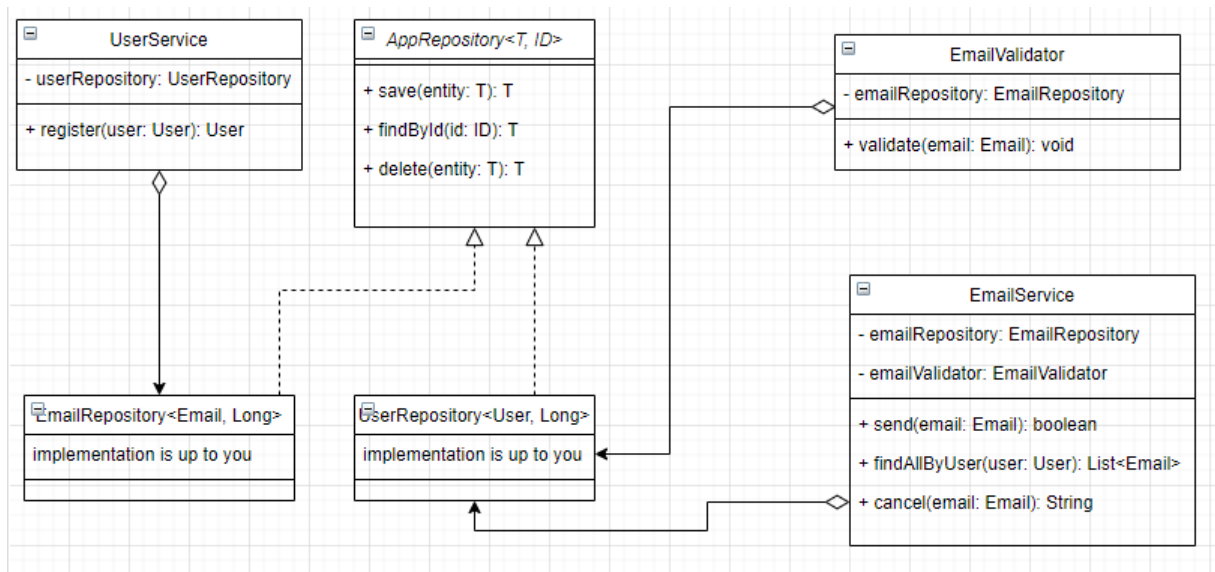 UserService
- userRepository: UserRepository
+ register(user: User): User
AppRepository<T, ID>
+ save(entity: T): T
+ findById(id: ID): T
+ delete(entity: T): T
EmailValidator
- emailRepository: EmailRepository
+ validate(email: Email): void
EmailService
- emailRepository: EmailRepository
- emailValidator: EmailValidator
+ send(email: Email): boolean
+ findAllByUser(user: User): List<Email>
+ cancel(email: Email): String
EmailRepository<Email, Long>
implementation is up to you
UserRepository<User, Long>
implementation is up to you